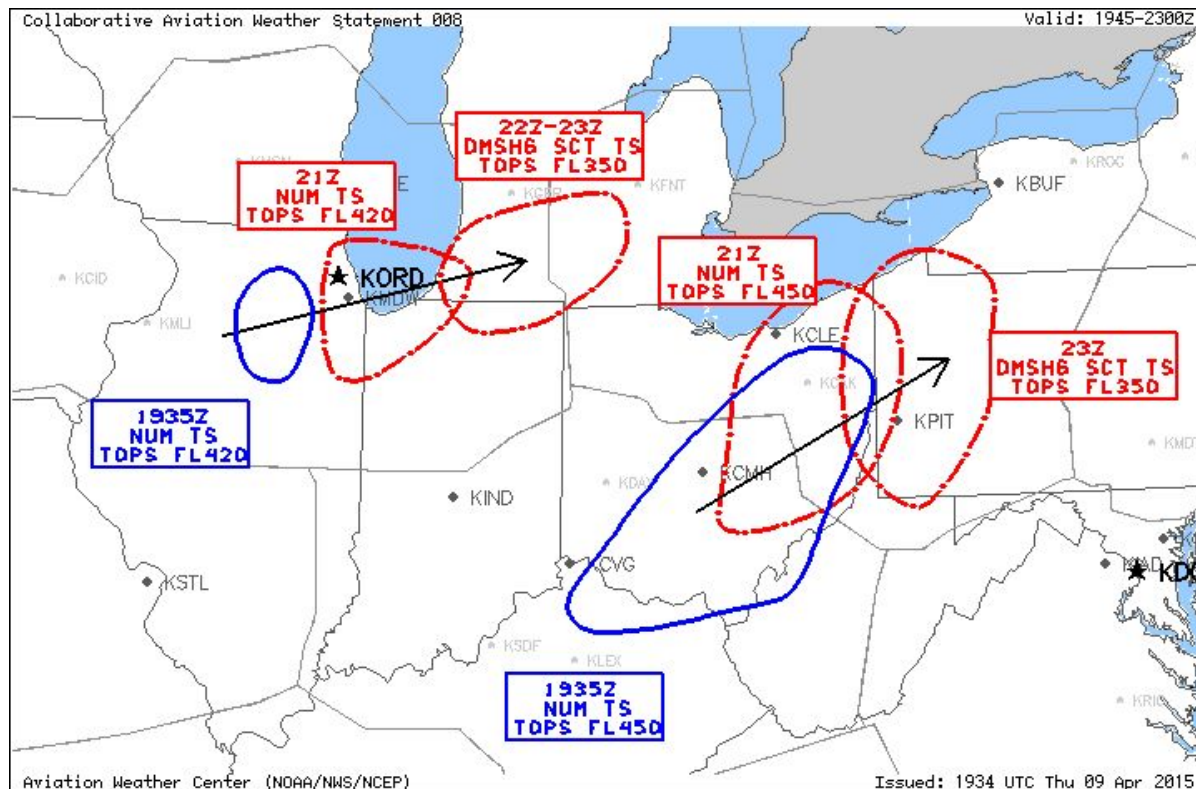 Collaborative Aviation Weather Statement 008
Valid: 1945-2300Z
22Z-23Z
DMSHG SCT TS
TOPS FL350
21Z
NUM TS
TOPS FL420
KFNT
KROC
KBUF
KORD
KMDW
KCID
KMLI
21Z
NUM TS
TOPS FL450
KCLE
23Z
DMSHG SCT TS
TOPS FL350
1935Z
NUM TS
TOPS FL420
KPIT
KCMH
KDAY
KIND
KCVG
KSTL
KSDF
KLEX
1935Z
NUM TS
TOPS FL450
Aviation Weather Center (NOAA/NWS/NCEP)
Issued: 1934 UTC Thu 09 Apr 2015